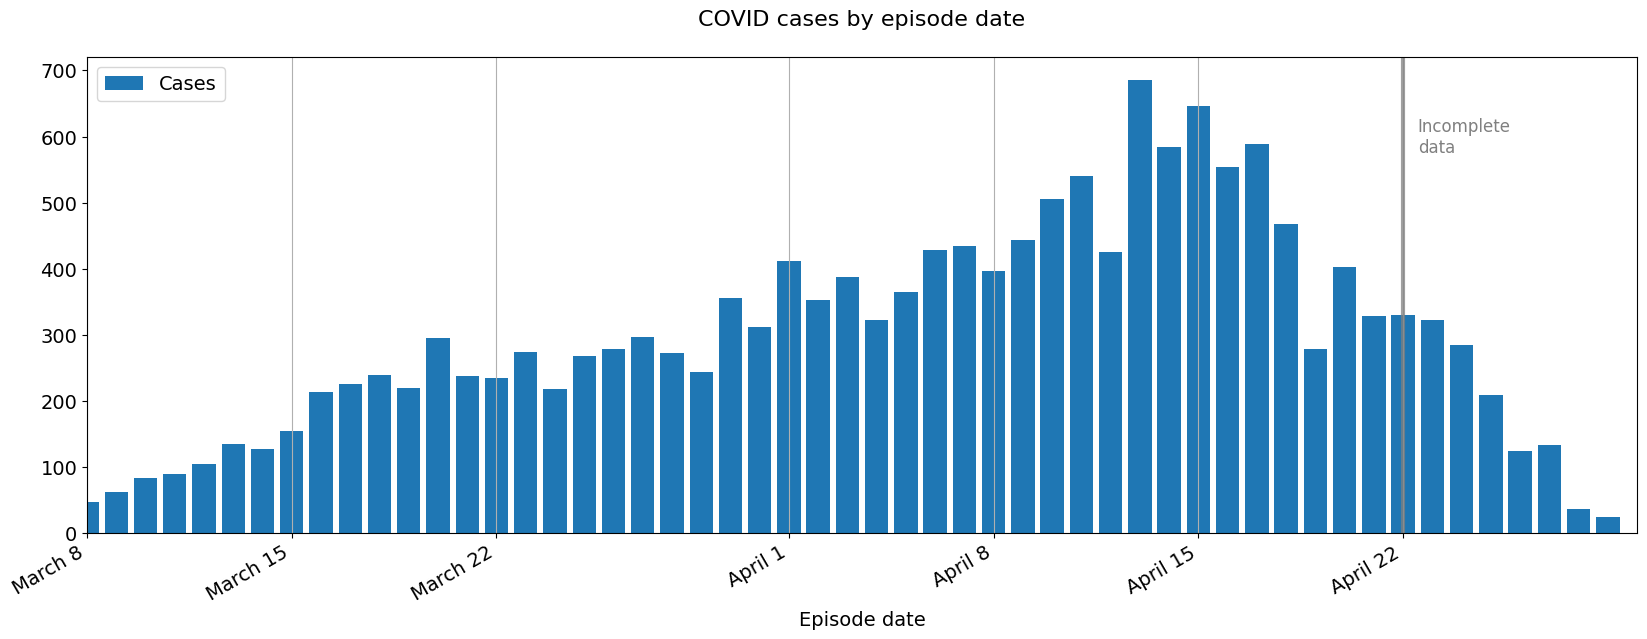 COVID cases by episode date
700
600
500
400
300
200
100
0
Cases
Incomplete
data
March 8
March 15
March 22
April 1
April 8
April 15
April 22
Episode date